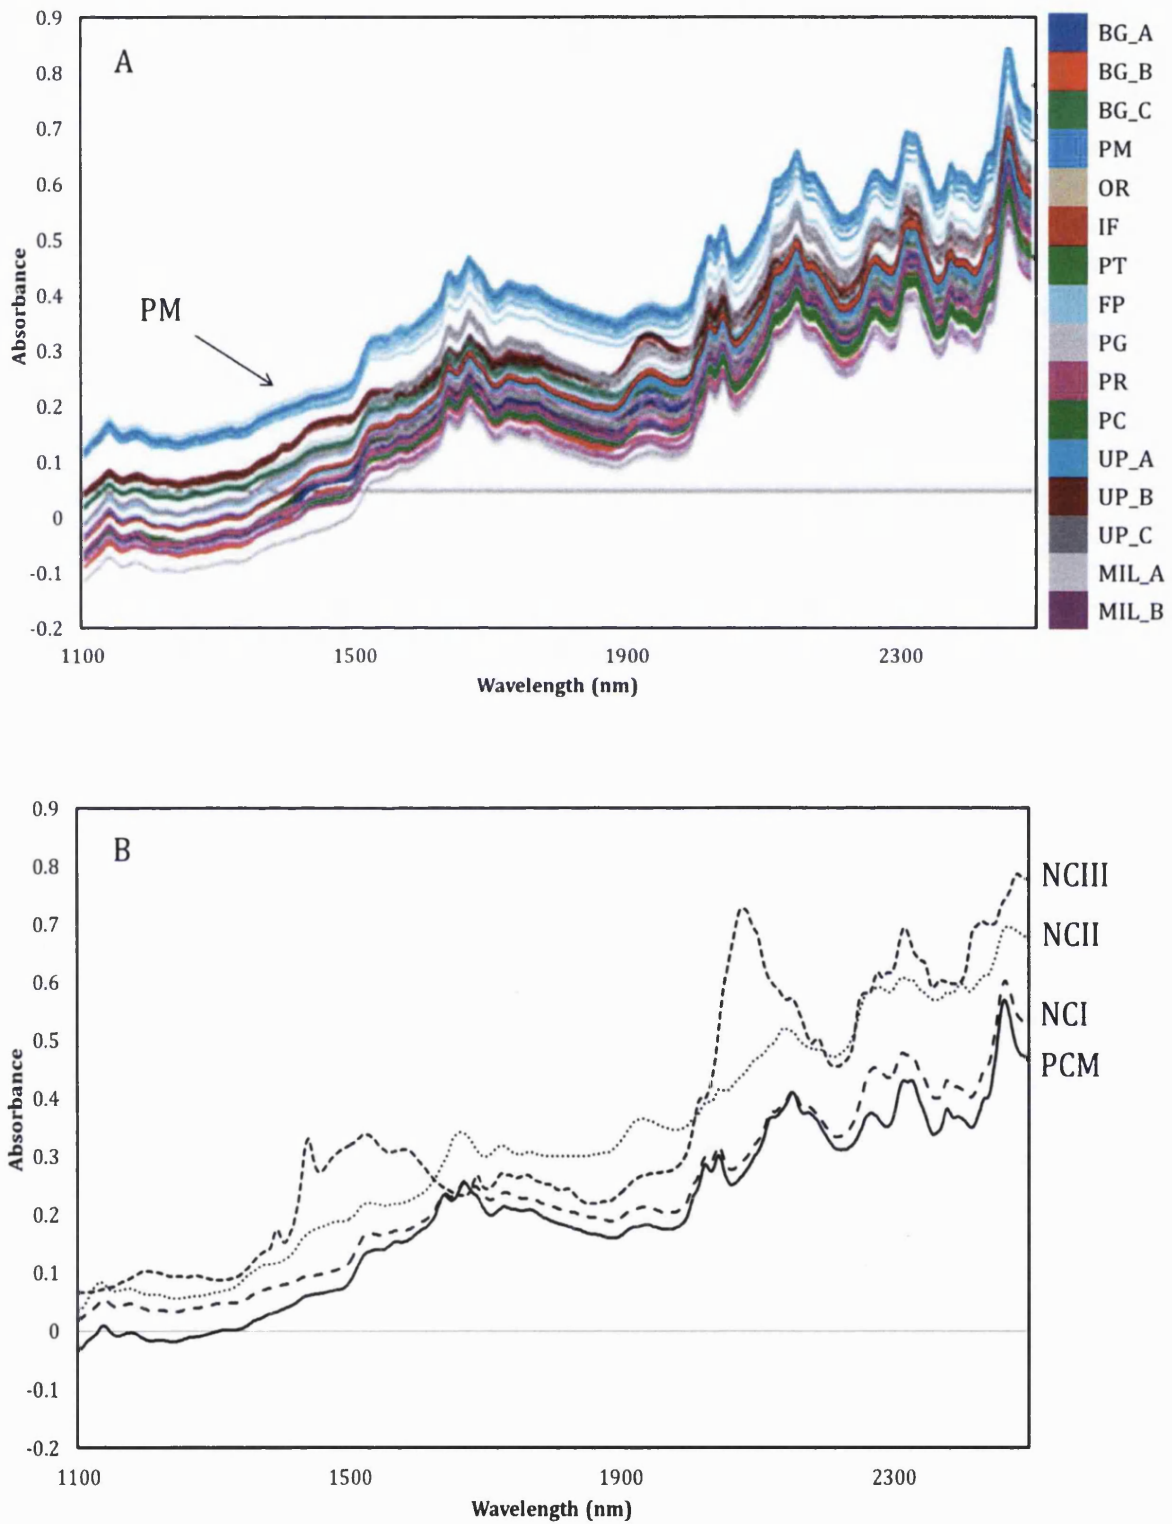 A
0.9
0.8
0.7
0.6
0.5
0.4
0.3
0.2
0.1
0
-0.1
-0.2
Absorbance
PM
1100 1500 1900 2300
Wavelength (nm)
BG_A
BG_B
BG_C
PM
OR
IF
PT
FP
PG
PR
PC
UP_A
UP_B
UP_C
MIL_A
MIL_B
B
0.9
0.8
0.7
0.6
0.5
0.4
0.3
0.2
0.1
0
-0.1
-0.2
Absorbance
NCIII
NCII
NCI
PCM
1100 1500 1900 2300
Wavelength (nm)